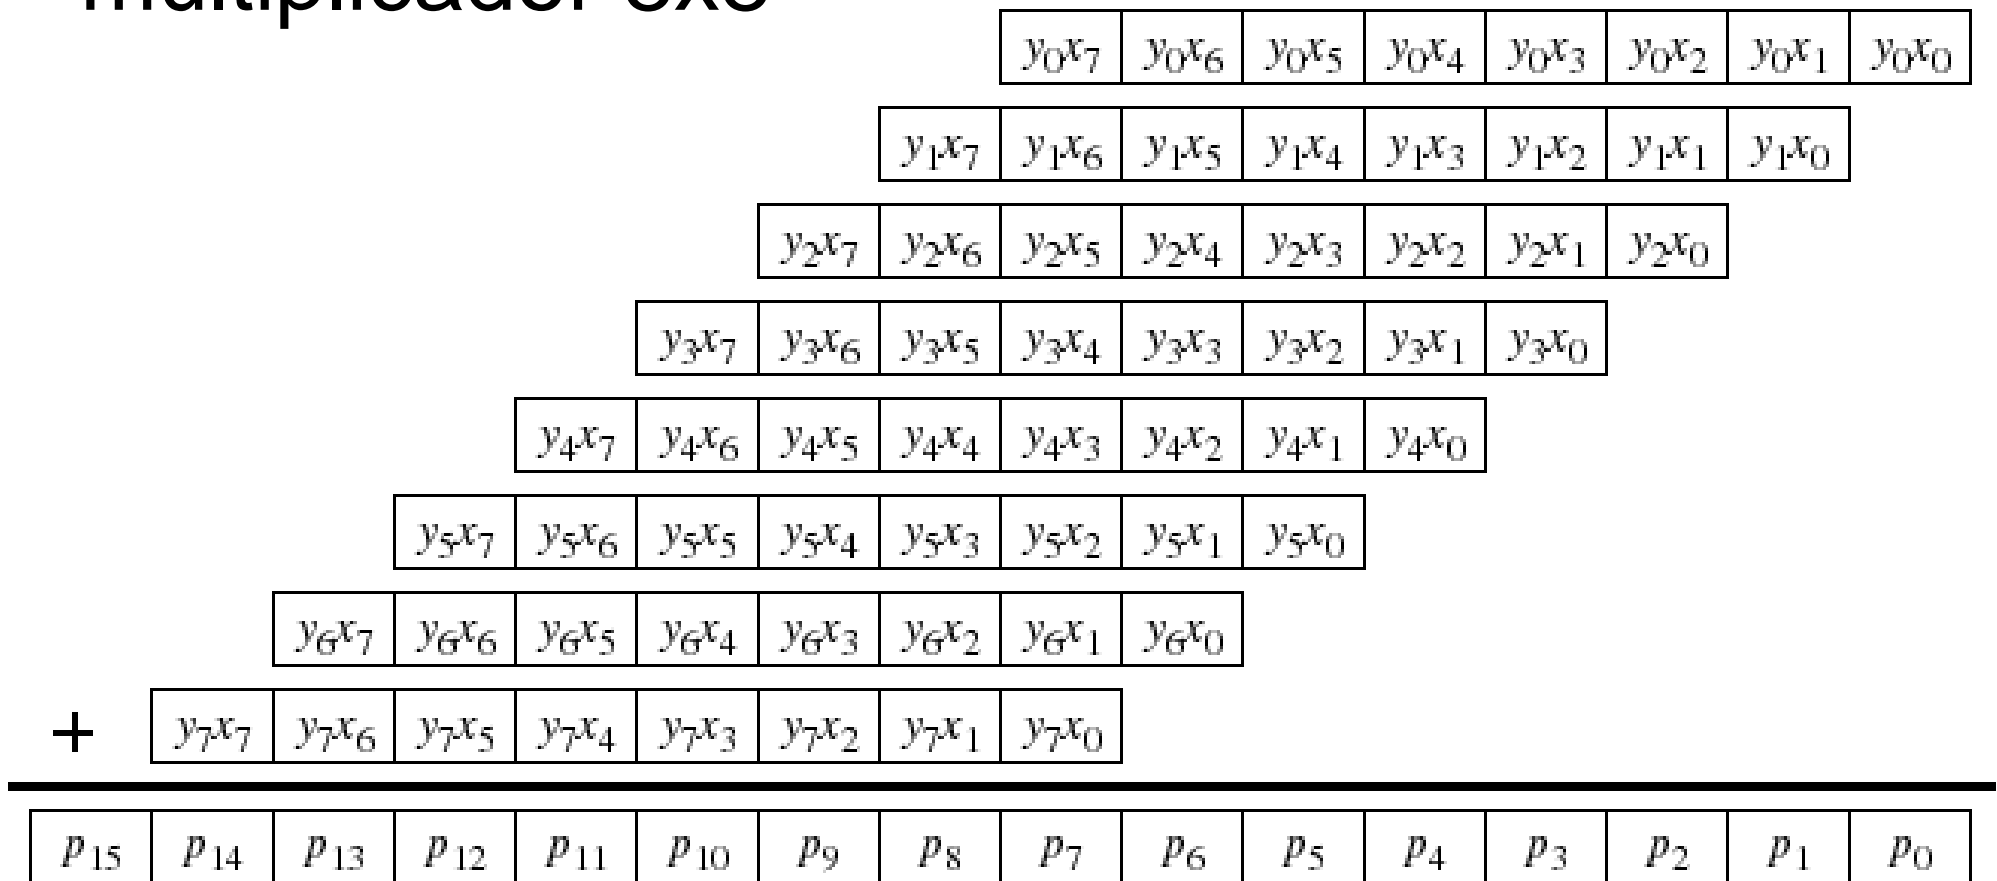 multiplicador 8x8
y0x7 y0x6 y0x5 y0x4 y0x3 y0x2 y0x1 y0x0
y1x7 y1x6 y1x5 y1x4 y1x3 y1x2 y1x1 y1x0
y2x7 y2x6 y2x5 y2x4 y2x3 y2x2 y2x1 y2x0
y3x7 y3x6 y3x5 y3x4 y3x3 y3x2 y3x1 y3x0
y4x7 y4x6 y4x5 y4x4 y4x3 y4x2 y4x1 y4x0
y5x7 y5x6 y5x5 y5x4 y5x3 y5x2 y5x1 y5x0
y6x7 y6x6 y6x5 y6x4 y6x3 y6x2 y6x1 y6x0
+ y7x7 y7x6 y7x5 y7x4 y7x3 y7x2 y7x1 y7x0
p15 p14 p13 p12 p11 p10 p9 p8 p7 p6 p5 p4 p3 p2 p1 p0